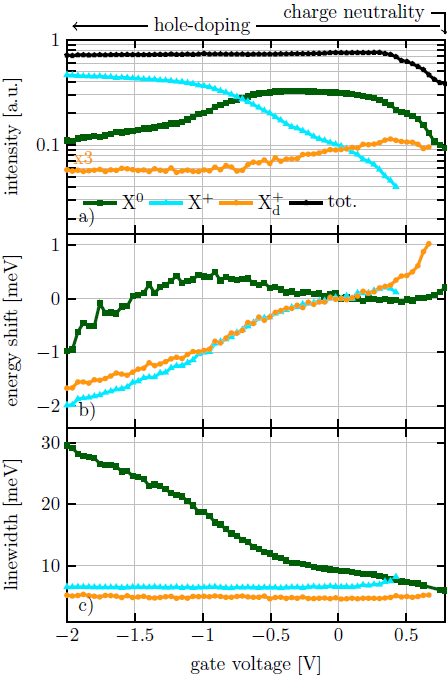 charge neutrality
hole-doping
1
0.1
intensity [a.u.]
x3
X⁰ X⁺ X⁺d tot.
a)
1
0
−1
−2
energy shift [meV]
b)
30
20
10
linewidth [meV]
c)
−2 −1.5 −1 −0.5 0 0.5
gate voltage [V]